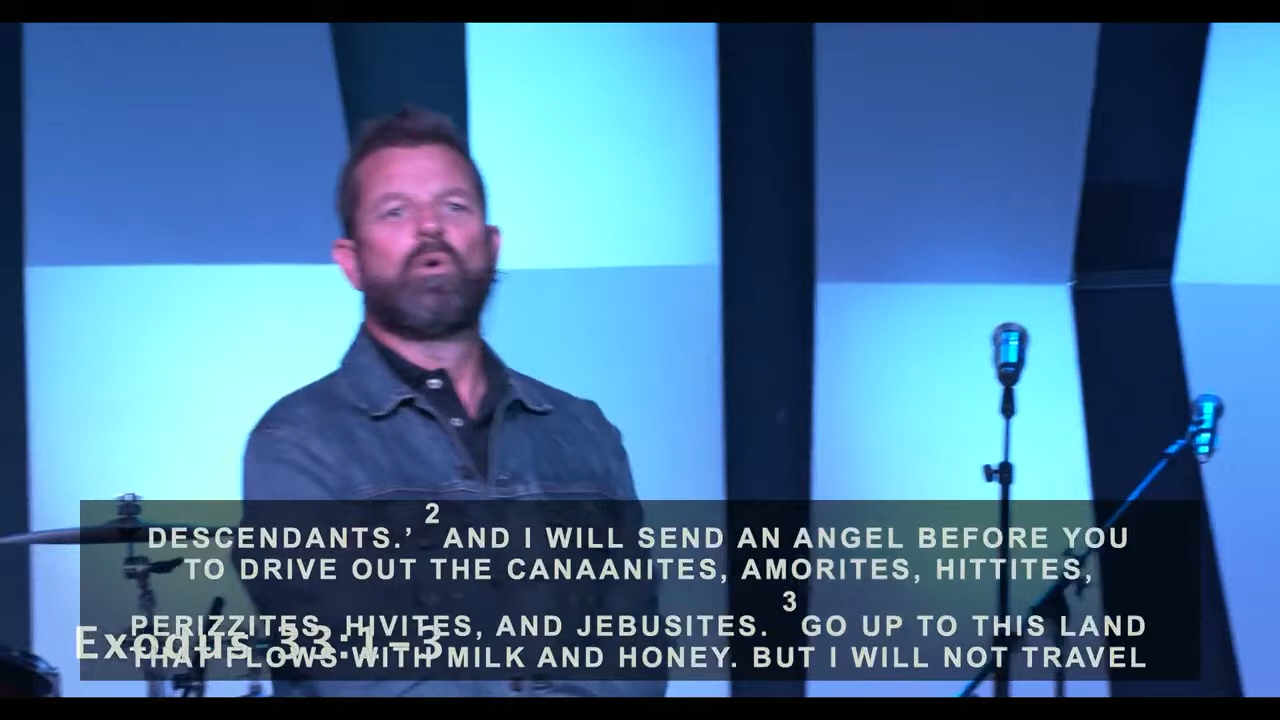 DESCENDANTS.’ 2 AND I WILL SEND AN ANGEL BEFORE YOU
TO DRIVE OUT THE CANAANITES, AMORITES, HITTITES,
PERIZZITES, HIVITES, AND JEBUSITES. 3 GO UP TO THIS LAND
THAT FLOWS WITH MILK AND HONEY. BUT I WILL NOT TRAVEL
Exodus 33:1-3